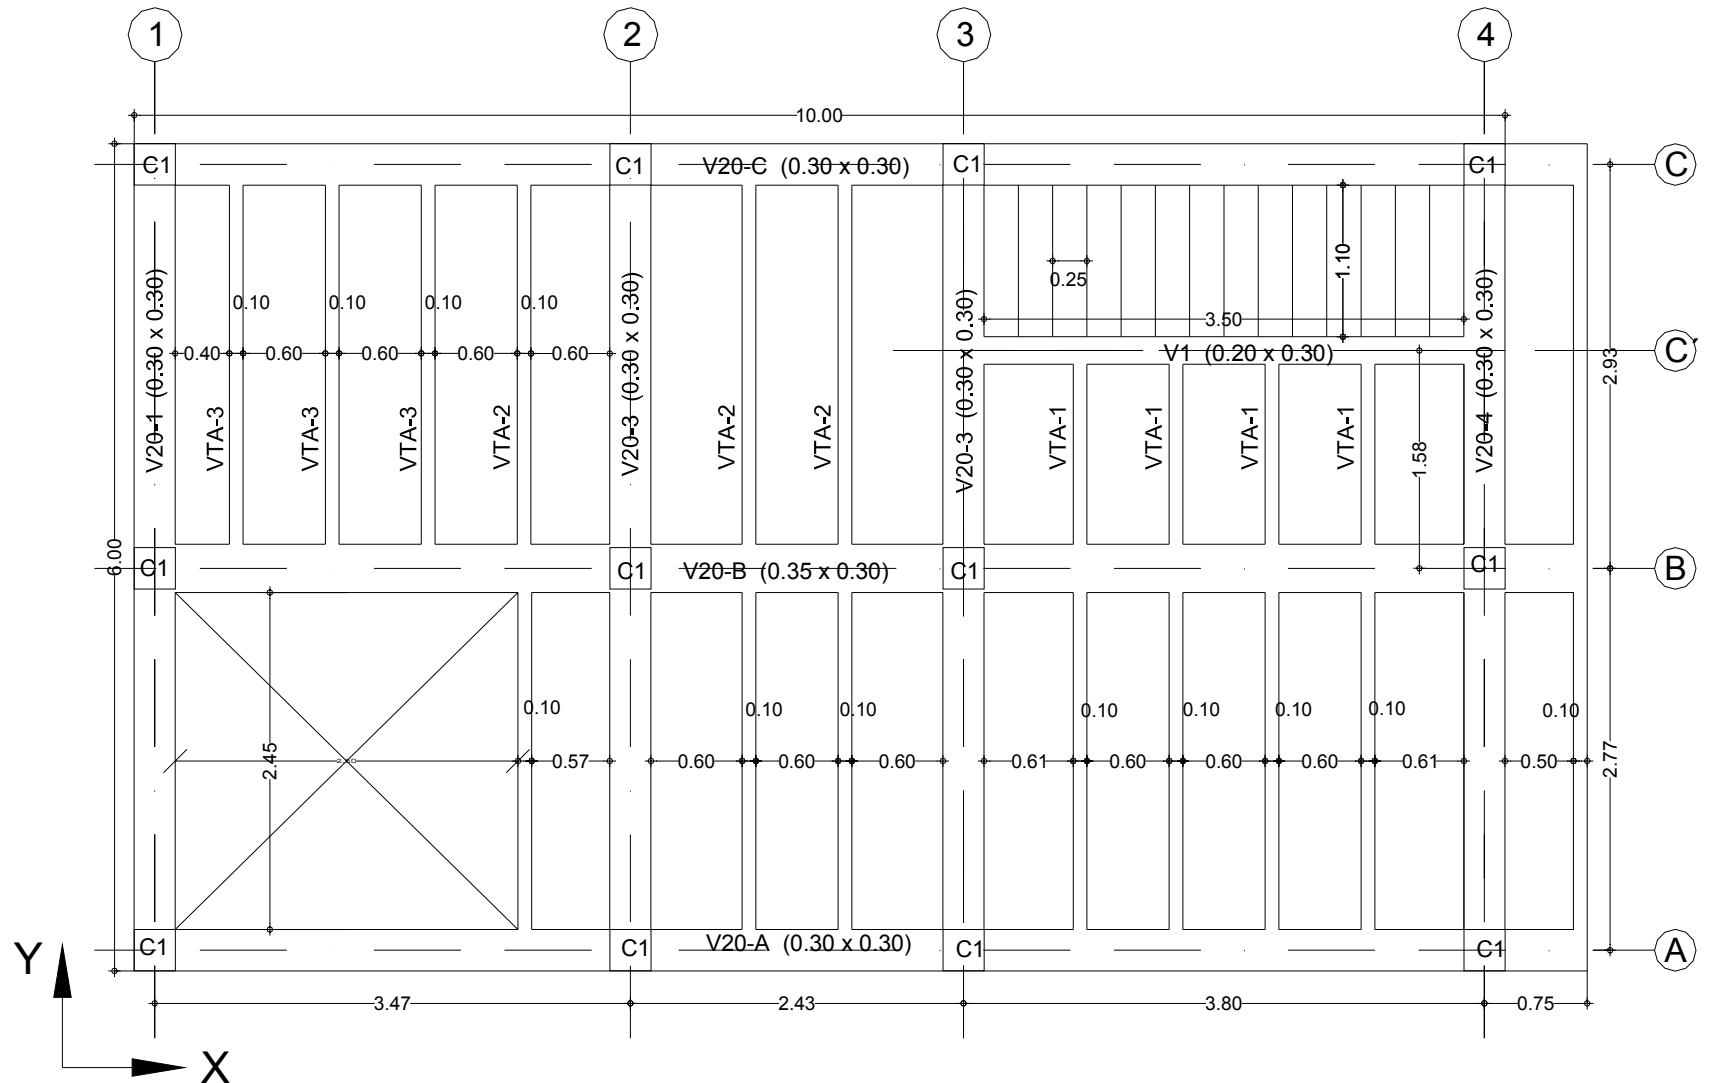 1
2
3
4
10.00
C1
C1
V20-C (0.30 x 0.30)
C1
C1
C
1.10
0.25
V20-1 (0.30 x 0.30)
0.10
0.10
0.10
0.10
V20-3 (0.30 x 0.30)
V20-3 (0.30 x 0.30)
V20-4 (0.30 x 0.30)
3.50
0.40
0.60
0.60
0.60
0.60
V1 (0.20 x 0.30)
C´
2.93
VTA-3
VTA-3
VTA-3
VTA-2
VTA-2
VTA-2
VTA-1
VTA-1
VTA-1
VTA-1
1.58
6.00
C1
C1
V20-B (0.35 x 0.30)
C1
C1
B
0.10
0.10
0.10
0.10
0.10
0.10
0.10
0.10
2.45
0.57
0.60
0.60
0.60
0.61
0.60
0.60
0.60
0.61
0.50
2.77
C1
C1
V20-A (0.30 x 0.30)
C1
C1
A
Y
3.47
2.43
3.80
0.75
X